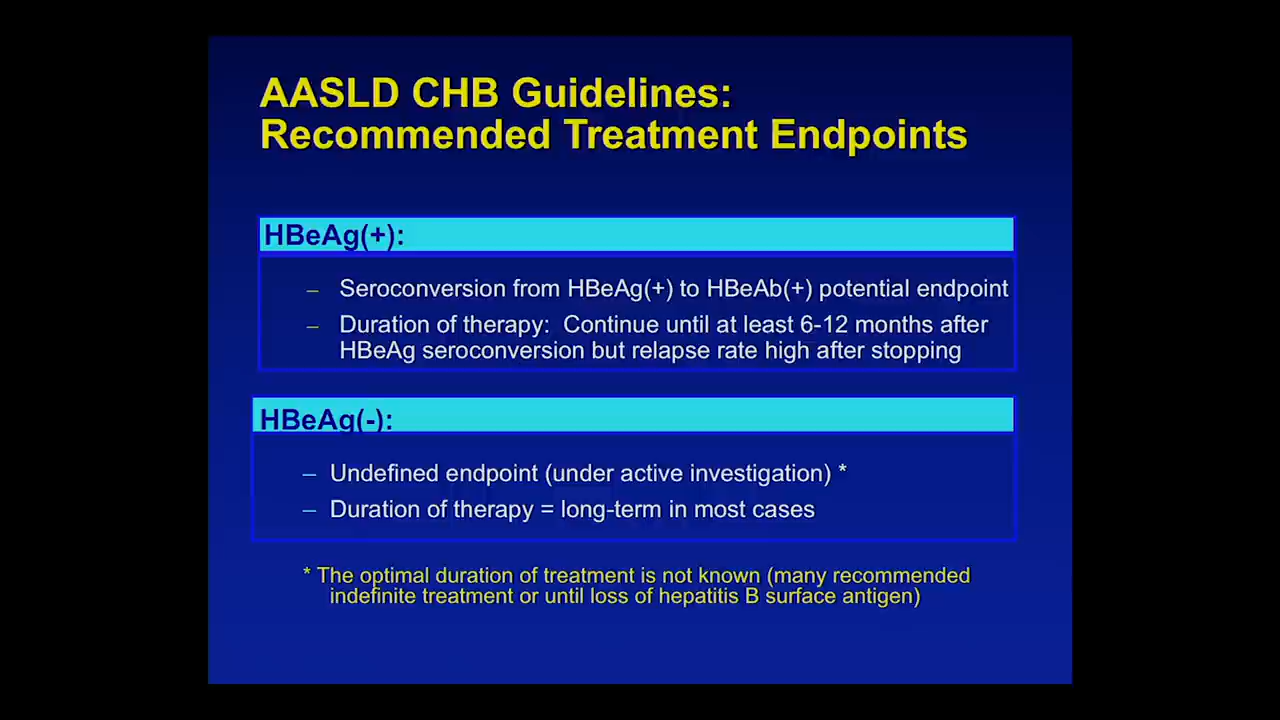 AASLD CHB Guidelines:
Recommended Treatment Endpoints
HBeAg(+):
– Seroconversion from HBeAg(+) to HBeAb(+) potential endpoint
– Duration of therapy: Continue until at least 6-12 months after
HBeAg seroconversion but relapse rate high after stopping
HBeAg(-):
– Undefined endpoint (under active investigation) *
– Duration of therapy = long-term in most cases
* The optimal duration of treatment is not known (many recommended
indefinite treatment or until loss of hepatitis B surface antigen)